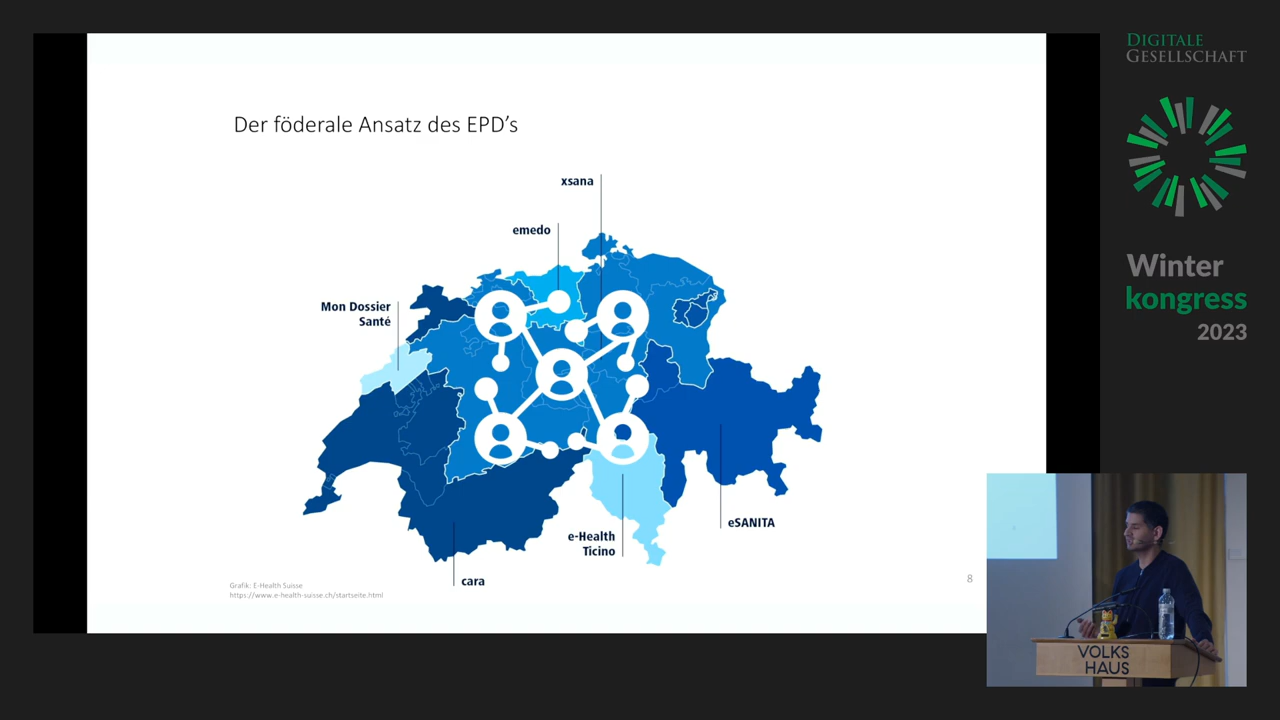 Der föderale Ansatz des EPD's
xsana
emedo
Mon Dossier
Santé
e-Health
Ticino
eSANITA
cara
Grafik: E-Health Suisse
https://www.e-health-suisse.ch/startseite.html
8
DIGITALE
GESELLSCHAFT
Winter
kongress
2023
VOLKS
HAUS